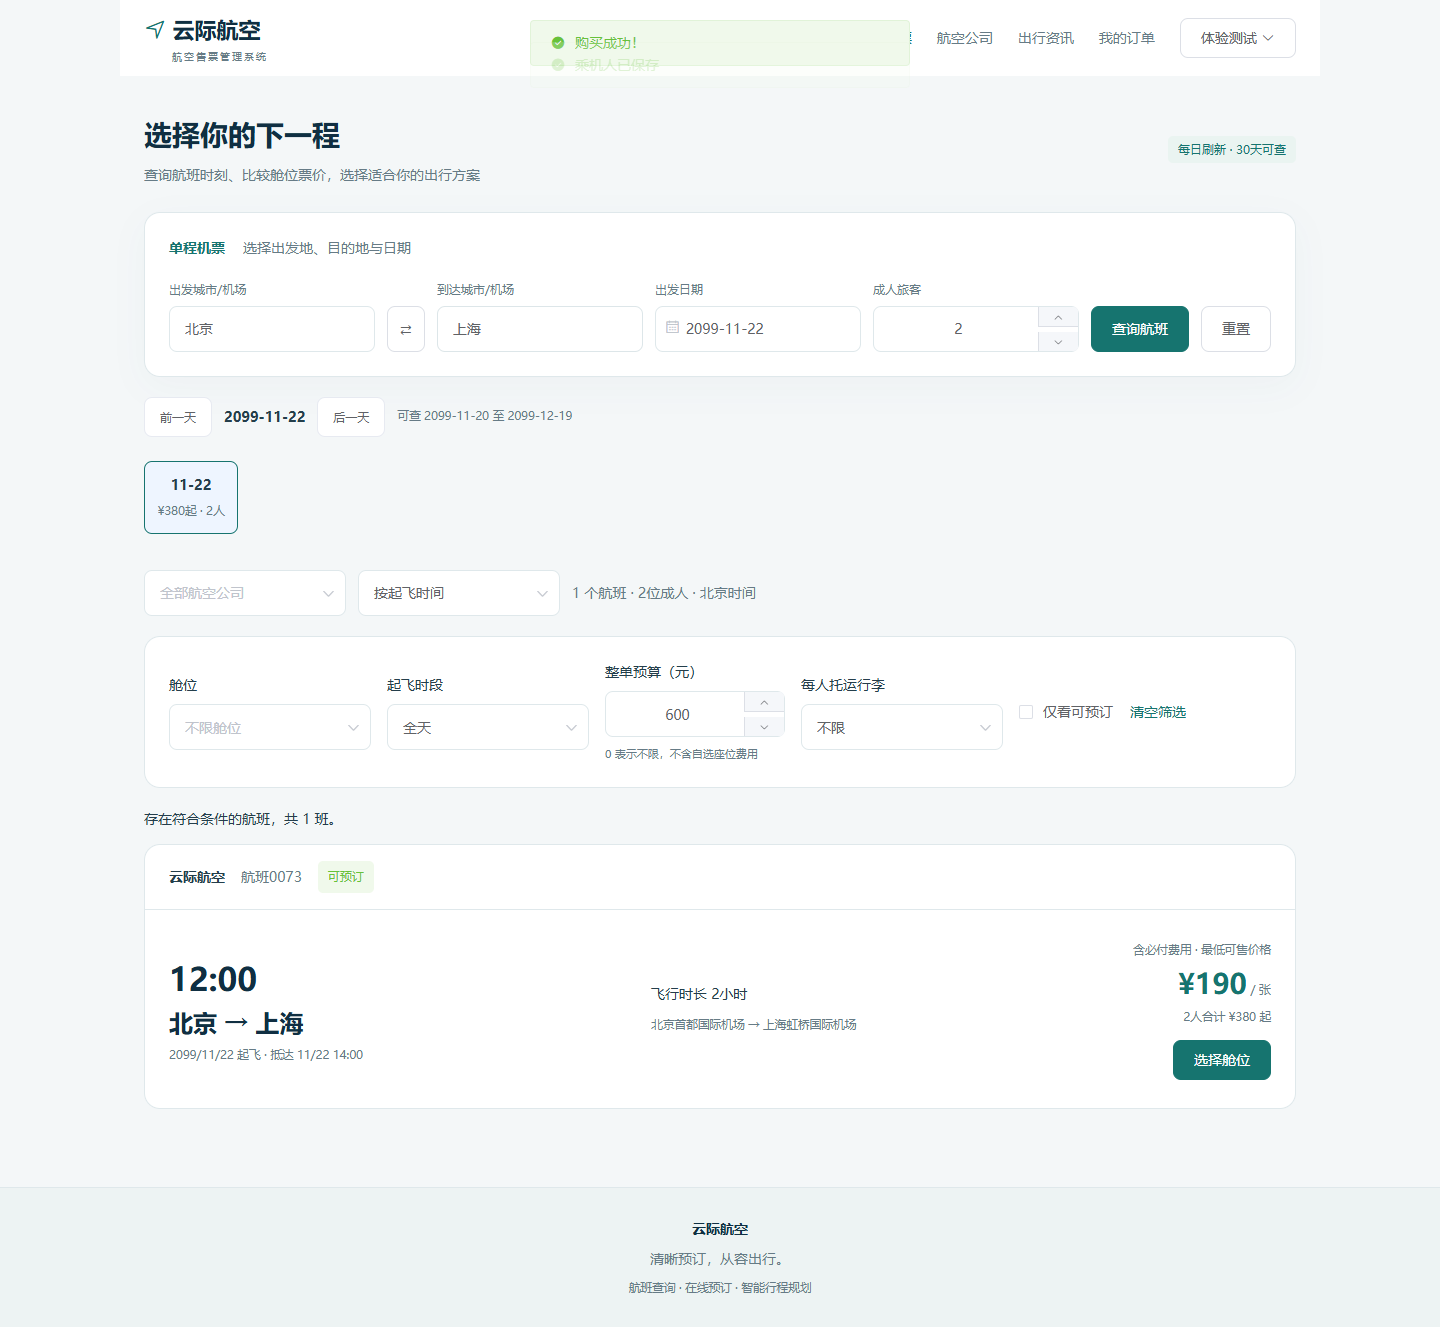 云际航空
航空售票管理系统
购买成功！
乘机人已保存
航空公司
出行资讯
我的订单
体验测试
选择你的下一程
查询航班时刻、比较舱位票价，选择适合你的出行方案
每日刷新 · 30天可查
单程机票 选择出发地、目的地与日期
出发城市/机场
到达城市/机场
出发日期
成人旅客
北京
⇄
上海
2099-11-22
2
查询航班
重置
前一天
2099-11-22
后一天
可查 2099-11-20 至 2099-12-19
11-22
¥380起 · 2人
全部航空公司
按起飞时间
1 个航班 · 2位成人 · 北京时间
舱位
不限舱位
起飞时段
全天
整单预算（元）
600
0 表示不限，不含自选座位费用
每人托运行李
不限
仅看可预订
清空筛选
存在符合条件的航班，共 1 班。
云际航空 航班0073 可预订
12:00
北京 → 上海
2099/11/22 起飞 · 抵达 11/22 14:00
飞行时长 2小时
北京首都国际机场 → 上海虹桥国际机场
含必付费用 · 最低可售价格
¥190 / 张
2人合计 ¥380 起
选择舱位
云际航空
清晰预订，从容出行。
航班查询 · 在线预订 · 智能行程规划